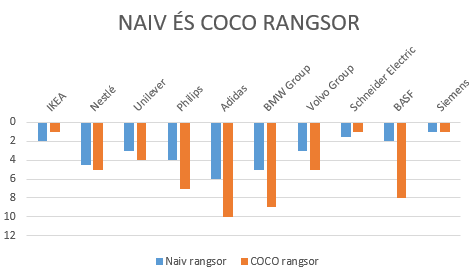 NAIV ÉS COCO RANGSOR
IKEA
Nestlé
Unilever
Philips
Adidas
BMW Group
Volvo Group
Schneider Electric
BASF
Siemens
0
2
4
6
8
10
12
Naiv rangsor
COCO rangsor